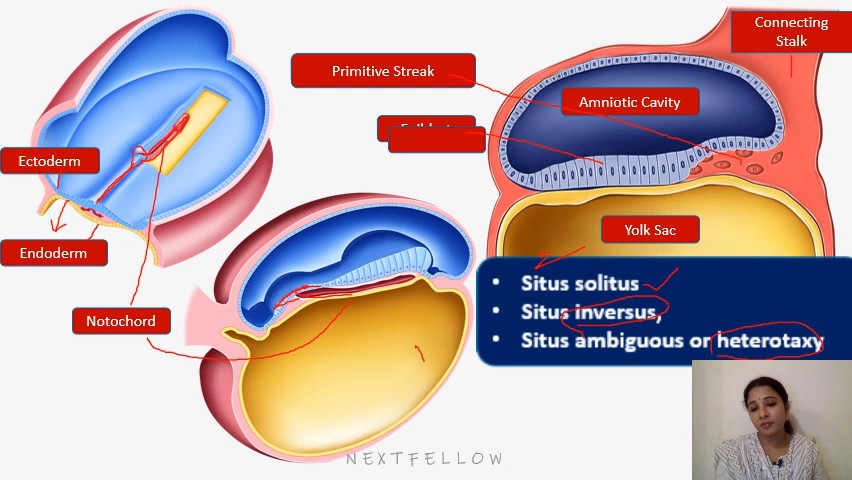 Connecting
Stalk
Primitive Streak
Amniotic Cavity
Ectoderm
Yolk Sac
Endoderm
Situs solitus
Situs inversus,
Situs ambiguous or heterotaxy
Notochord
NEXTFELLOW